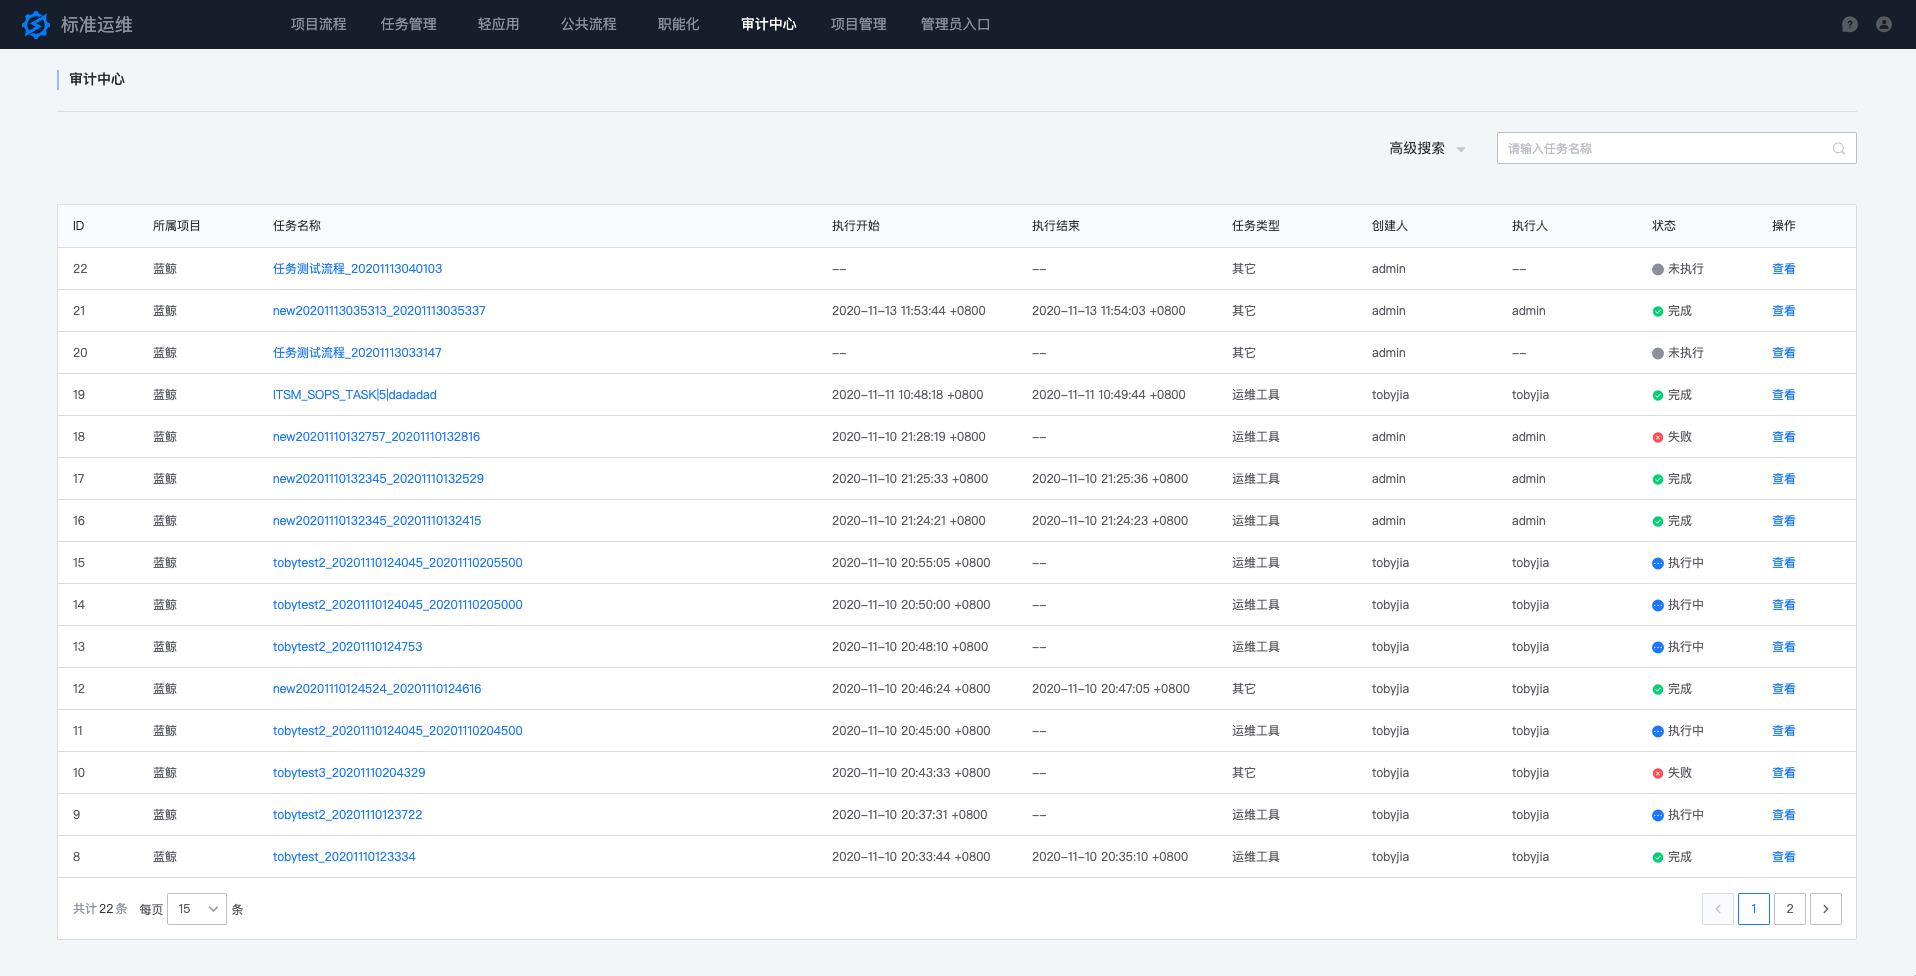 标准运维 项目流程 任务管理 轻应用 公共流程 职能化 审计中心 项目管理 管理员入口
审计中心
高级搜索 请输入任务名称
ID 所属项目 任务名称 执行开始 执行结束 任务类型 创建人 执行人 状态 操作
22 蓝鲸 任务测试流程_20201113040103 -- -- 其它 admin -- 未执行 查看
21 蓝鲸 new20201113035313_20201113035337 2020-11-13 11:53:44 +0800 2020-11-13 11:54:03 +0800 其它 admin admin 完成 查看
20 蓝鲸 任务测试流程_20201113033147 -- -- 其它 admin -- 未执行 查看
19 蓝鲸 ITSM_SOPS_TASK|5|dadadad 2020-11-11 10:48:18 +0800 2020-11-11 10:49:44 +0800 运维工具 tobyjia tobyjia 完成 查看
18 蓝鲸 new20201110132757_20201110132816 2020-11-10 21:28:19 +0800 -- 运维工具 admin admin 失败 查看
17 蓝鲸 new20201110132345_20201110132529 2020-11-10 21:25:33 +0800 2020-11-10 21:25:36 +0800 运维工具 admin admin 完成 查看
16 蓝鲸 new20201110132345_20201110132415 2020-11-10 21:24:21 +0800 2020-11-10 21:24:23 +0800 运维工具 admin admin 完成 查看
15 蓝鲸 tobytest2_20201110124045_20201110205500 2020-11-10 20:55:05 +0800 -- 运维工具 tobyjia tobyjia 执行中 查看
14 蓝鲸 tobytest2_20201110124045_20201110205000 2020-11-10 20:50:00 +0800 -- 运维工具 tobyjia tobyjia 执行中 查看
13 蓝鲸 tobytest2_20201110124753 2020-11-10 20:48:10 +0800 -- 运维工具 tobyjia tobyjia 执行中 查看
12 蓝鲸 new20201110124524_20201110124616 2020-11-10 20:46:24 +0800 2020-11-10 20:47:05 +0800 其它 tobyjia tobyjia 完成 查看
11 蓝鲸 tobytest2_20201110124045_20201110204500 2020-11-10 20:45:00 +0800 -- 运维工具 tobyjia tobyjia 执行中 查看
10 蓝鲸 tobytest3_20201110204329 2020-11-10 20:43:33 +0800 -- 其它 tobyjia tobyjia 失败 查看
9 蓝鲸 tobytest2_20201110123722 2020-11-10 20:37:31 +0800 -- 运维工具 tobyjia tobyjia 执行中 查看
8 蓝鲸 tobytest_20201110123334 2020-11-10 20:33:44 +0800 2020-11-10 20:35:10 +0800 运维工具 tobyjia tobyjia 完成 查看
共计 22 条 每页 15 条 1 2